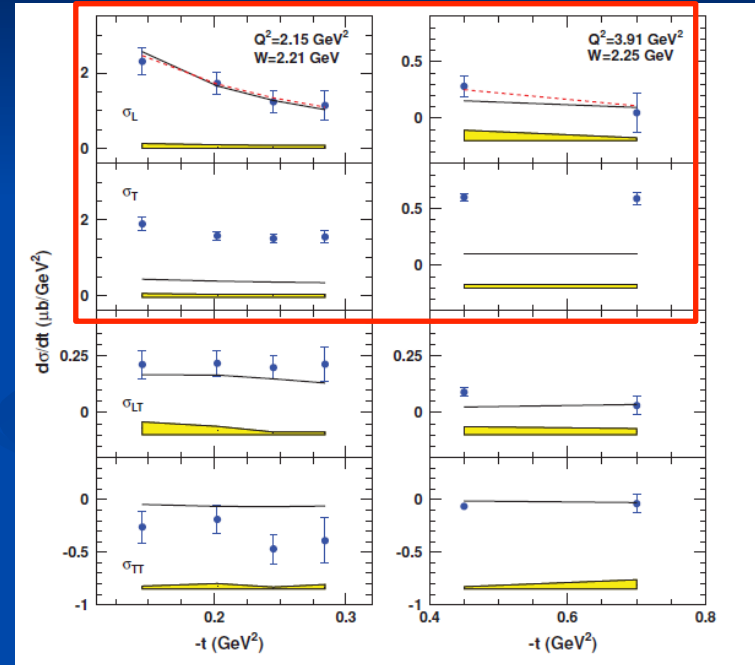 Q²=2.15 GeV²
W=2.21 GeV
Q²=3.91 GeV²
W=2.25 GeV
2
0.5
σL
0
0
σT
2
0.5
0
0
dσ/dt (μb/GeV²)
0.25
0.25
σLT
0
0
0
0
-0.5
-0.5
σTT
-1
-1
0.2
0.3
0.4
0.6
0.8
-t (GeV²)
-t (GeV²)